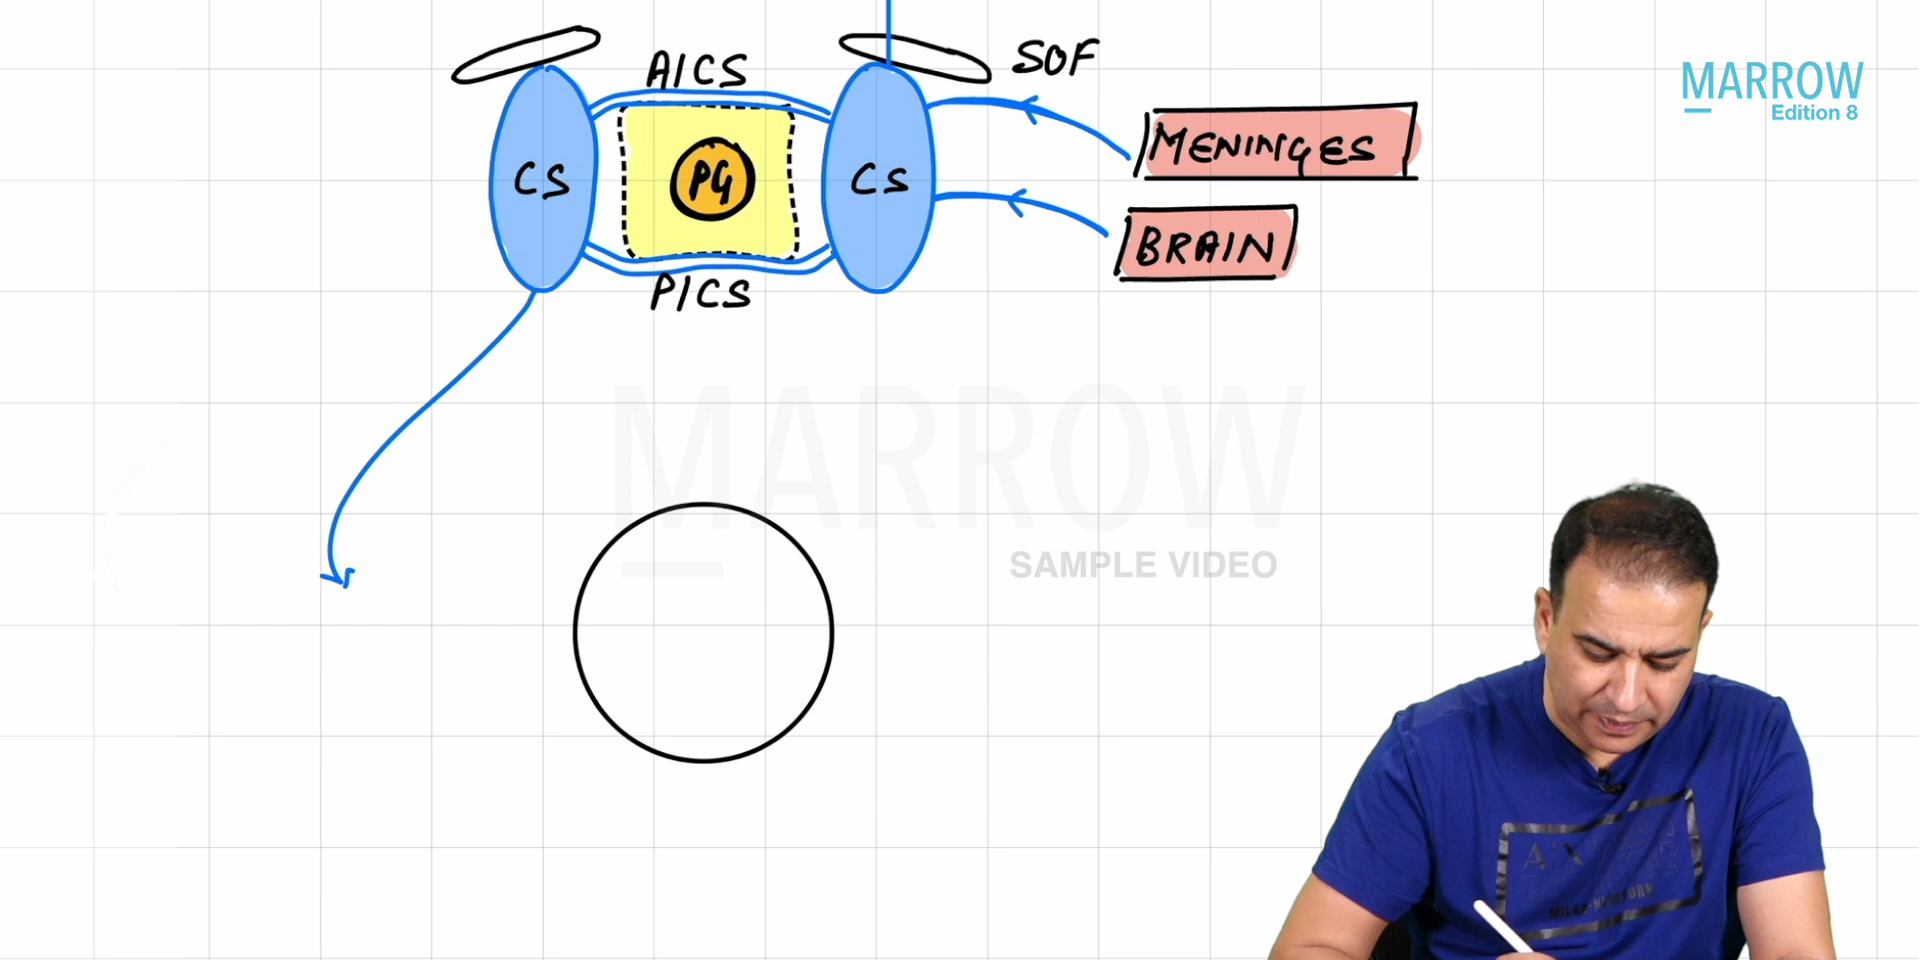 AICS
SOF
MARROW
Edition 8
MENINGES
CS
PG
CS
BRAIN
PICS
MARROW
SAMPLE VIDEO